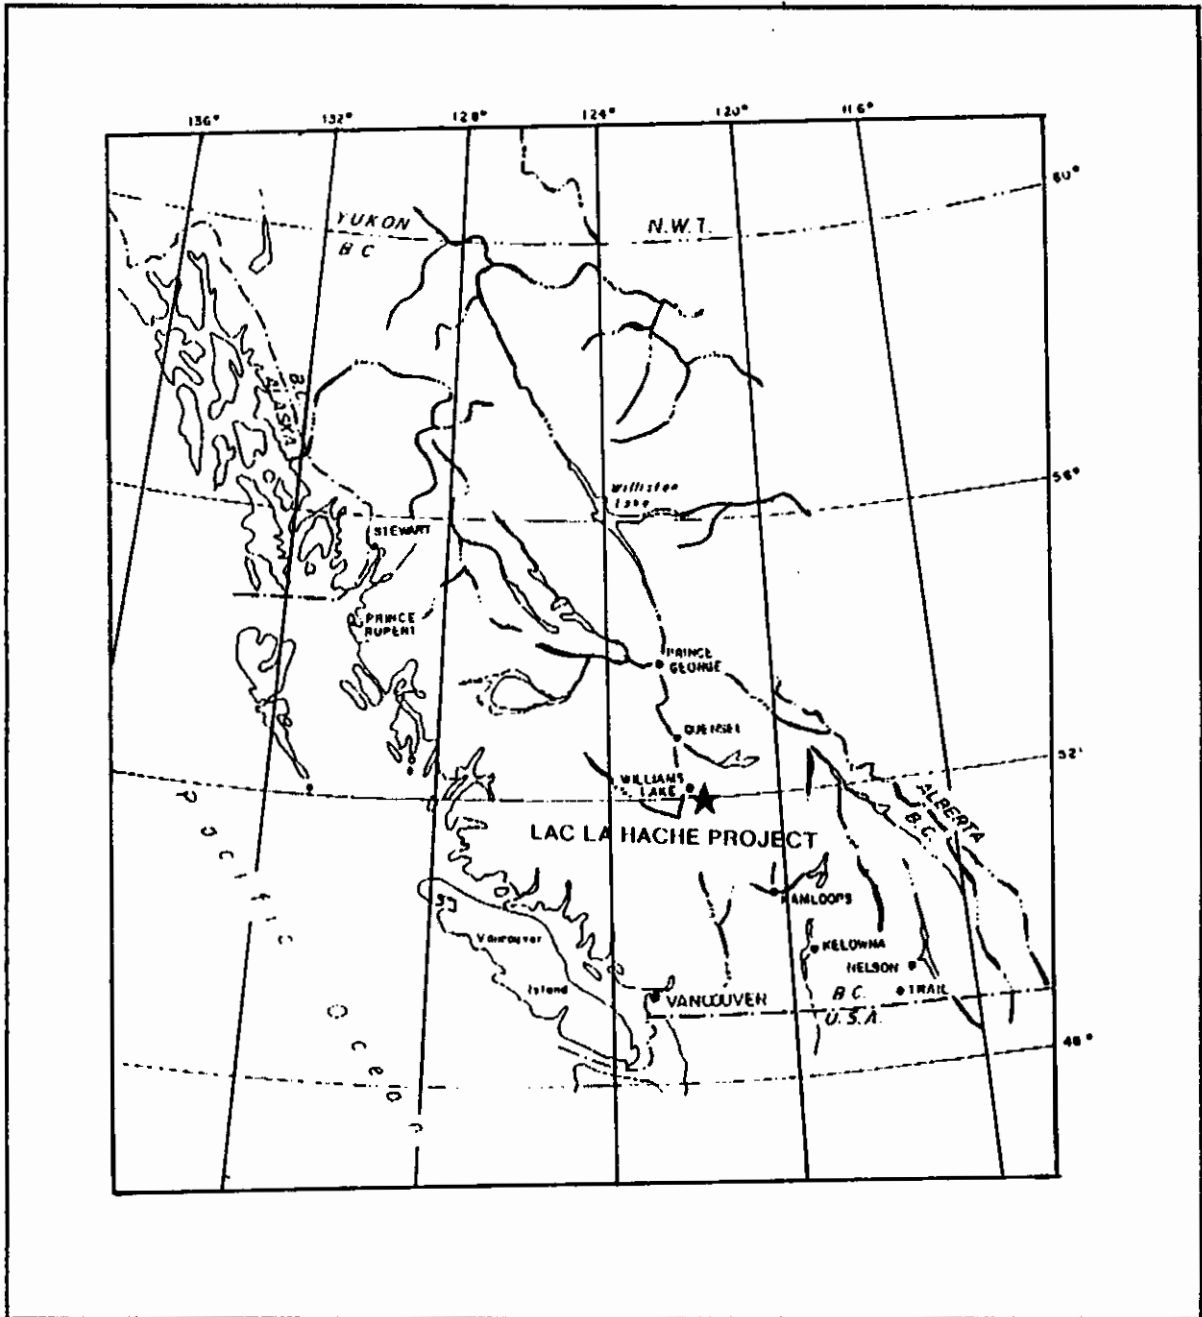 136° 132° 128° 124° 120° 116°
60°
YUKON
B C
N.W.T.
B.C.
ALASKA
56°
Williston
Lake
STEWART
PRINCE
RUPERT
PRINCE
GEORGE
QUENSEL
52°
WILLIAMS
LAKE
ALBERTA
B.C.
LAC LA HACHE PROJECT
Pacific Ocean
KAMLOOPS
Vancouver
Island
KELOWNA
NELSON
TRAIL
VANCOUVER
B.C.
U.S.A.
48°